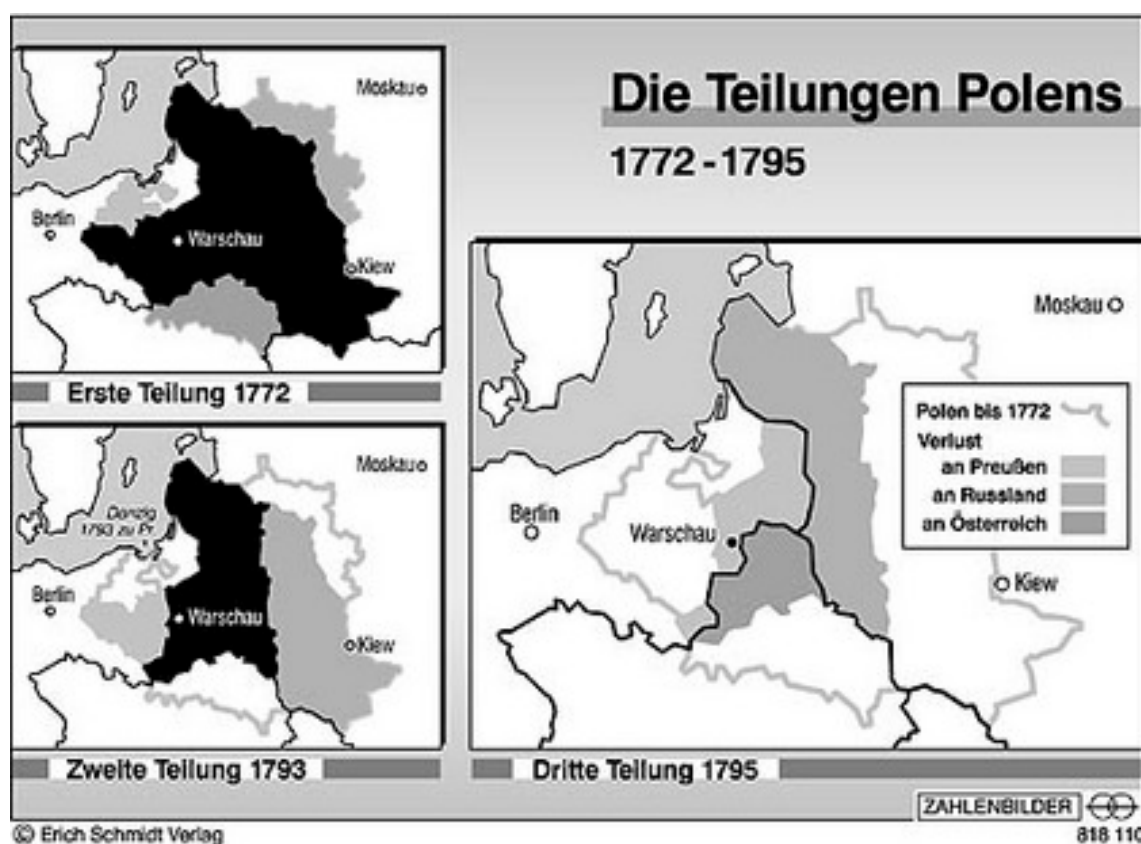 Die Teilungen Polens
1772 - 1795
Moskau
Berlin
Warschau
Kiew
Erste Teilung 1772
Moskau
Danzig
1793 zu Pr.
Berlin
Warschau
Kiew
Zweite Teilung 1793
Moskau
Polen bis 1772
Verlust
an Preußen
an Russland
an Österreich
Berlin
Warschau
Kiew
Dritte Teilung 1795
ZAHLENBILDER
© Erich Schmidt Verlag
818 110